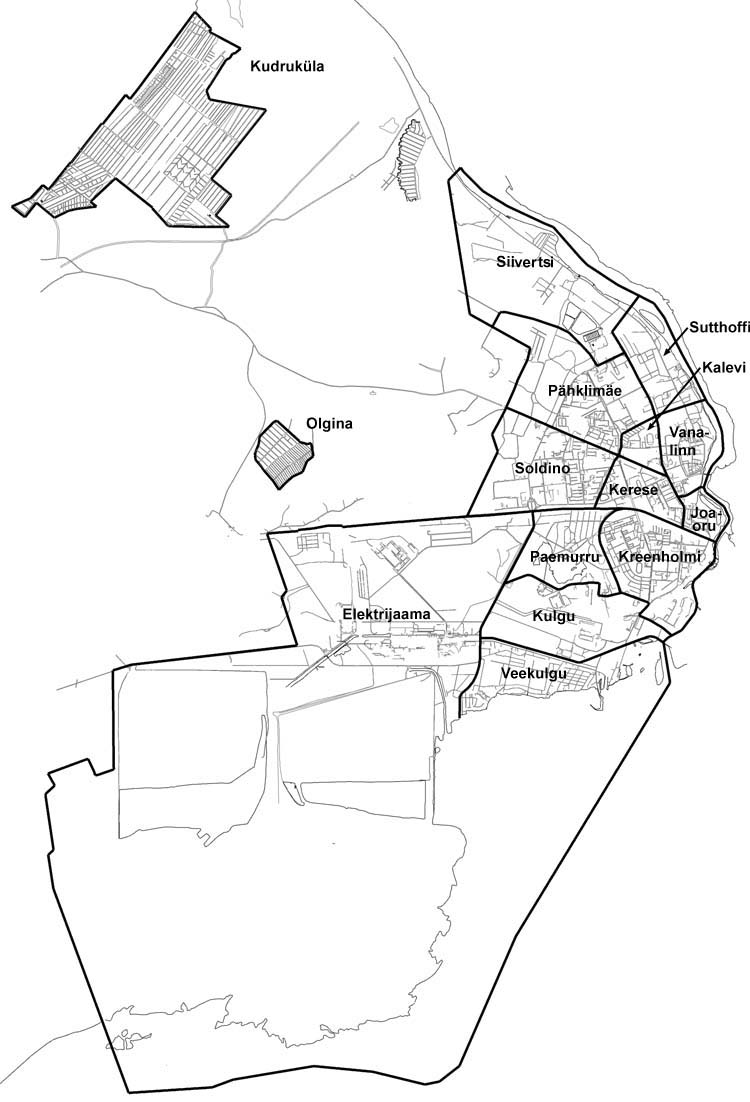 Kudruküla
Siivertsi
Sutthoffi
Kalevi
Pähklimäe
Olgina
Vana-
linn
Soldino
Kerese
Joa-
oru
Paemurru
Kreenholmi
Elektrijaama
Kulgu
Veekulgu